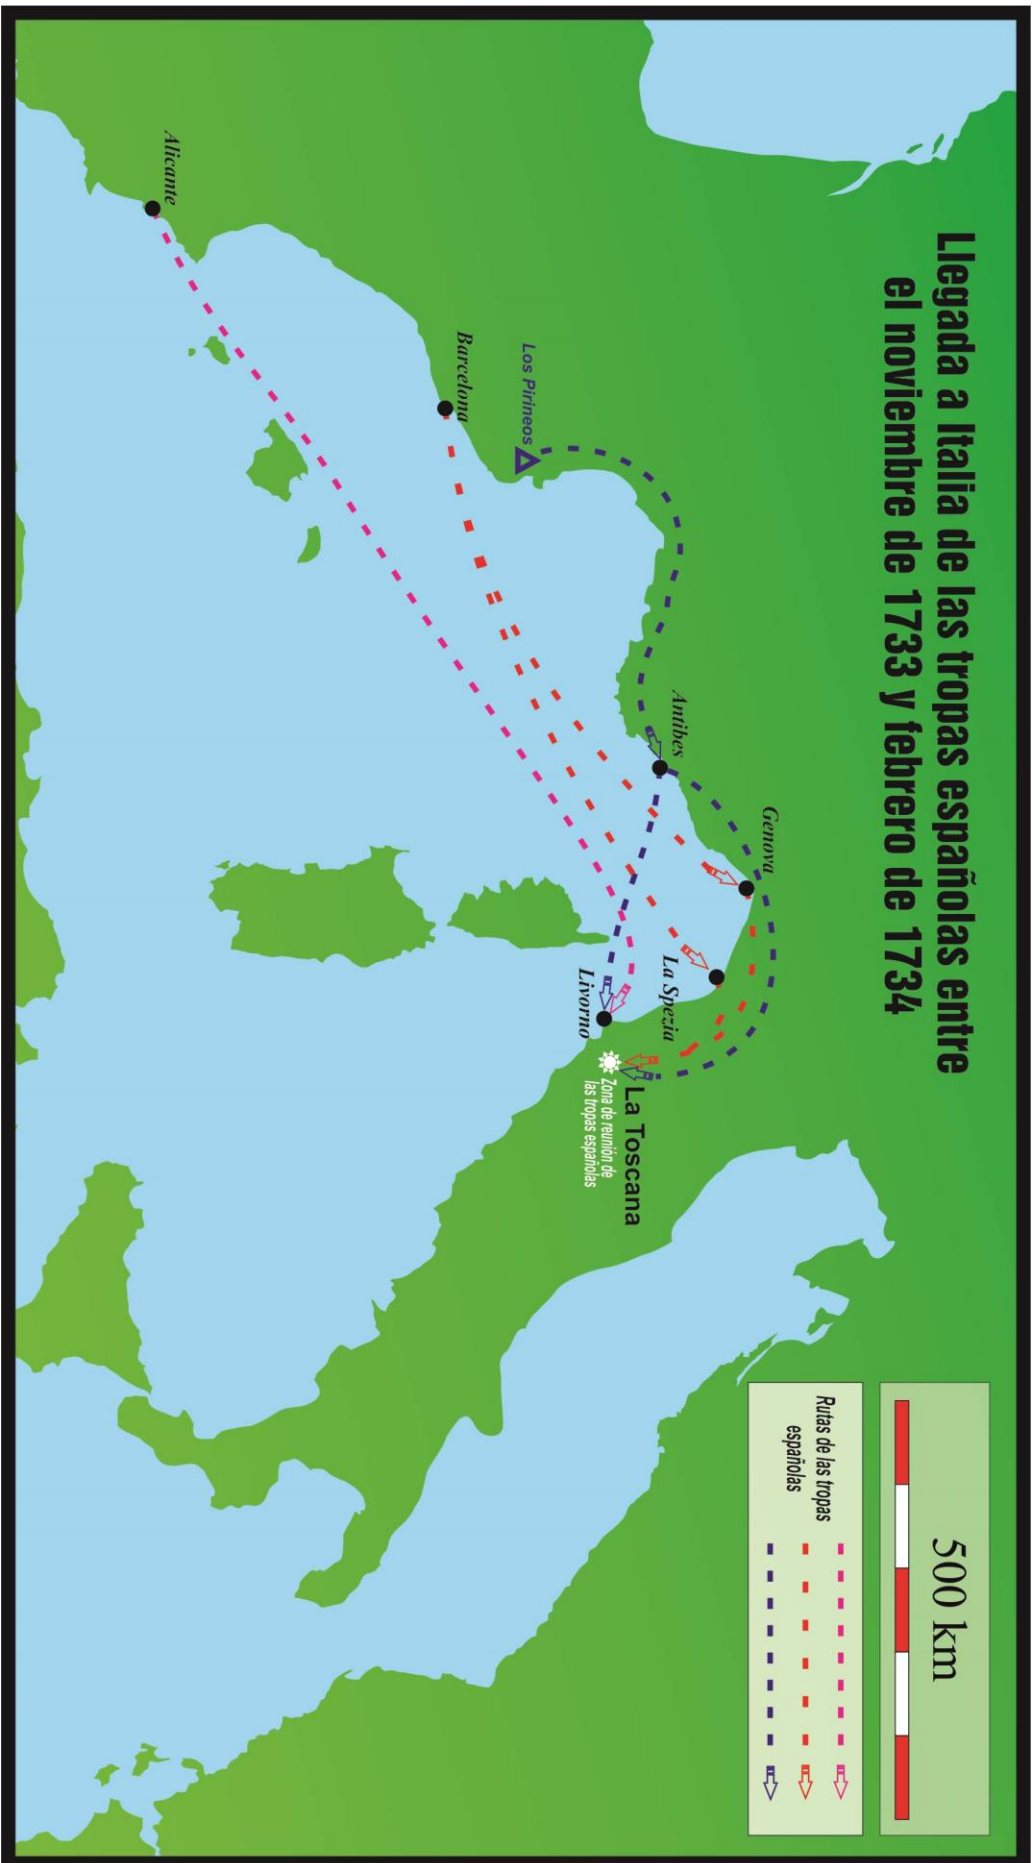 Llegada a Italia de las tropas españolas entre
el noviembre de 1733 y febrero de 1734
500 km
Rutas de las tropas
españolas
Genova
Antibes
La Spezia
Los Pirineos
La Toscana
Zona de reunión de
las tropas españolas
Livorno
Barcelona
Alicante